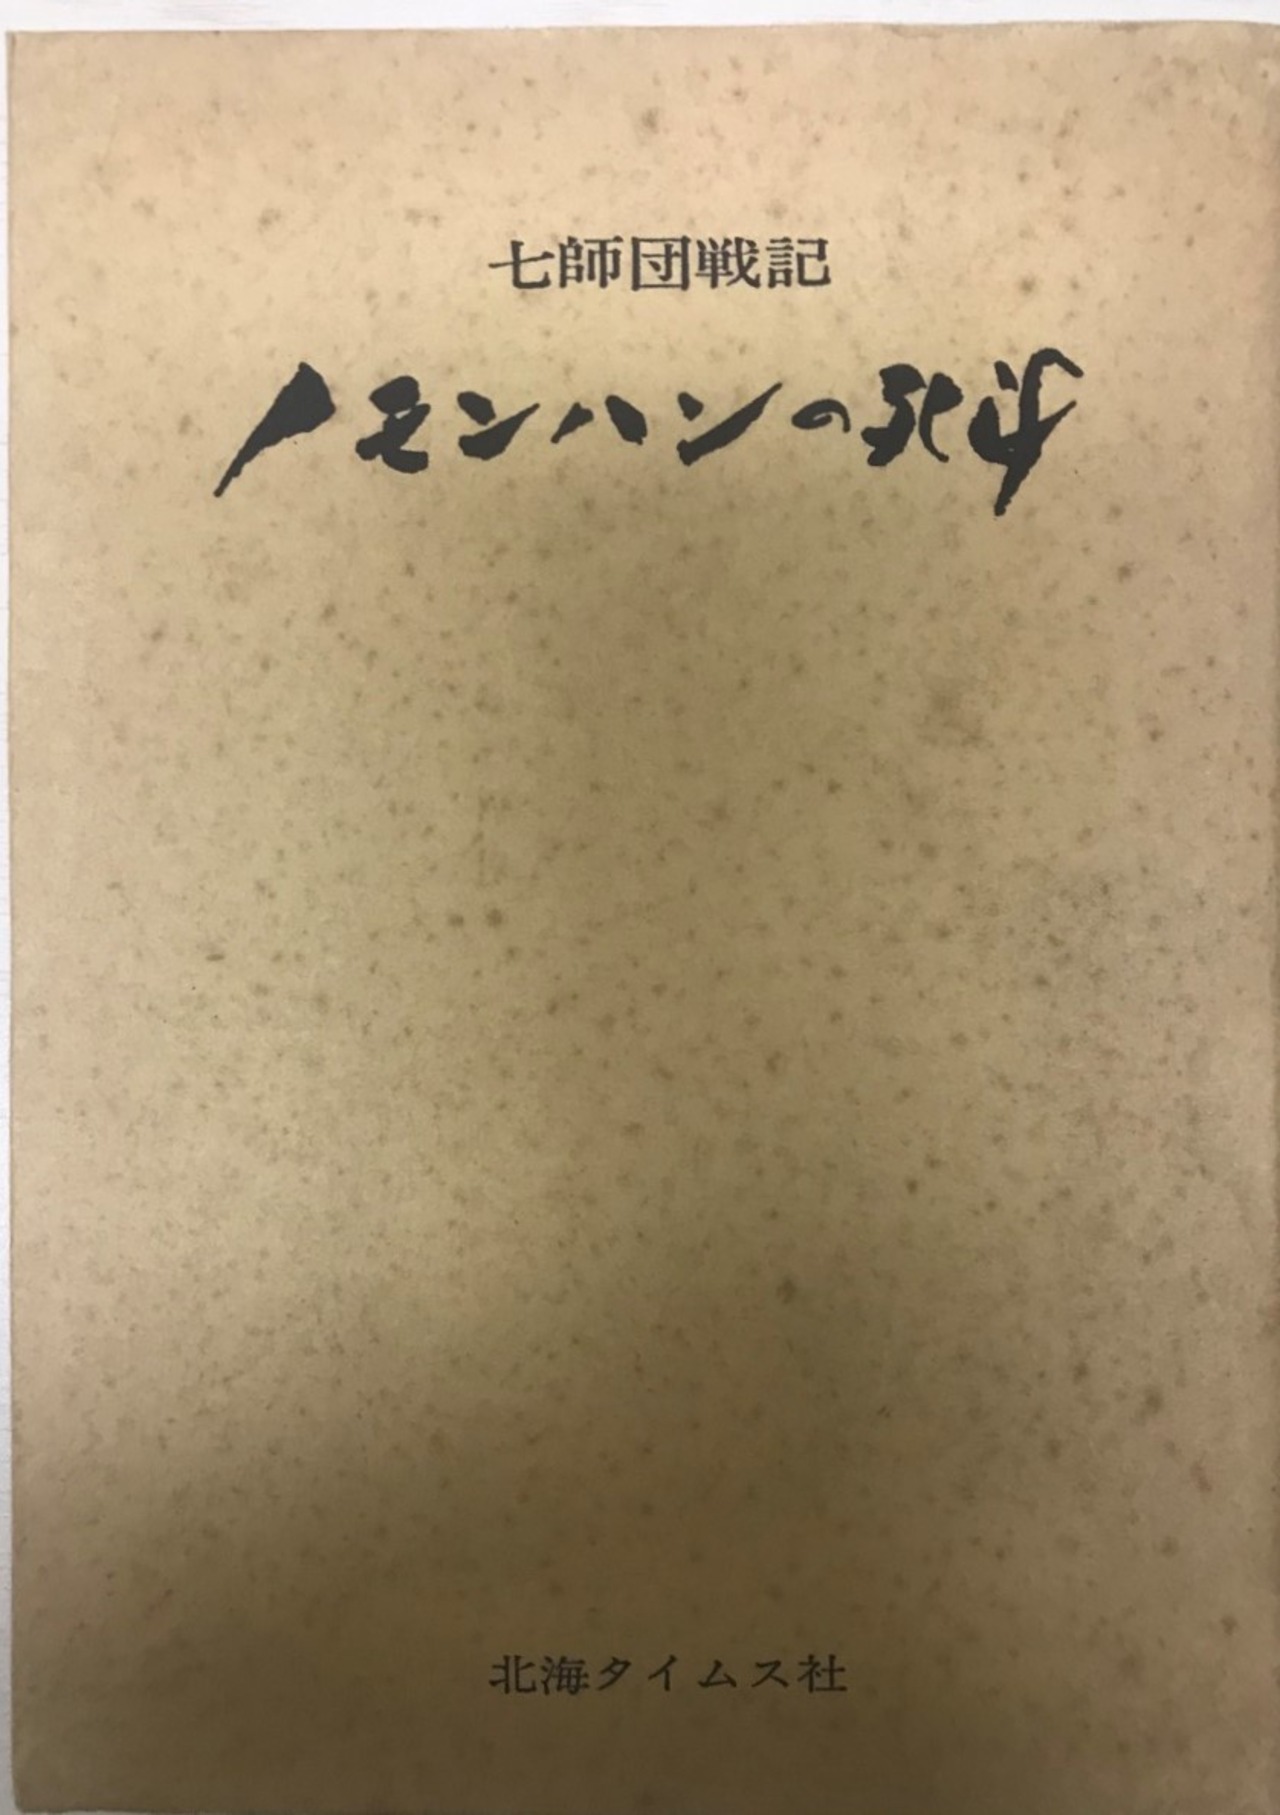 七師団戦記
ノモンハンの死斗
北海タイムス社